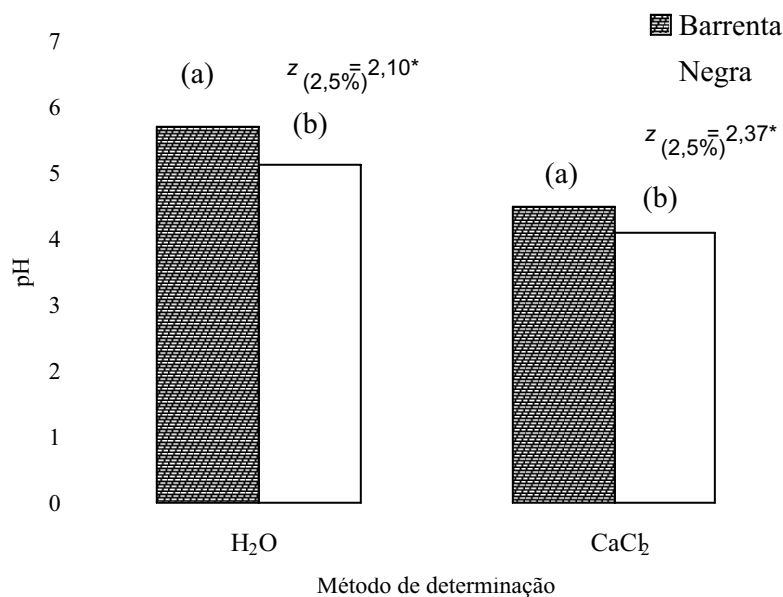 Barrenta
Negra
7
6
5
4
3
2
1
0
pH
(a)
z (2,5%) = 2,10*
(b)
(a)
z (2,5%) = 2,37*
(b)
H₂O
CaCl₂
Método de determinação